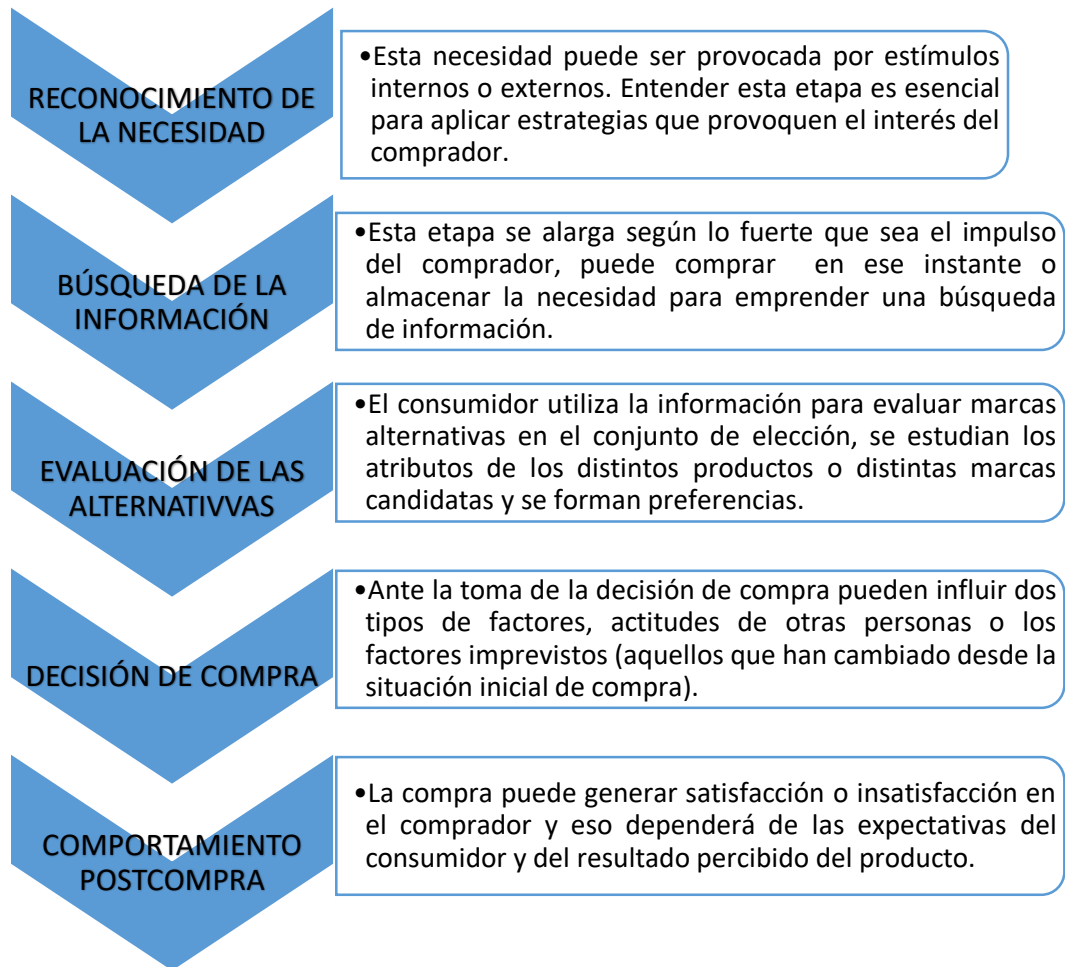 RECONOCIMIENTO DE
LA NECESIDAD
•Esta necesidad puede ser provocada por estímulos
internos o externos. Entender esta etapa es esencial
para aplicar estrategias que provoquen el interés del
comprador.
BÚSQUEDA DE LA
INFORMACIÓN
•Esta etapa se alarga según lo fuerte que sea el impulso
del comprador, puede comprar en ese instante o
almacenar la necesidad para emprender una búsqueda
de información.
EVALUACIÓN DE LAS
ALTERNATIVVAS
•El consumidor utiliza la información para evaluar marcas
alternativas en el conjunto de elección, se estudian los
atributos de los distintos productos o distintas marcas
candidatas y se forman preferencias.
DECISIÓN DE COMPRA
•Ante la toma de la decisión de compra pueden influir dos
tipos de factores, actitudes de otras personas o los
factores imprevistos (aquellos que han cambiado desde la
situación inicial de compra).
COMPORTAMIENTO
POSTCOMPRA
•La compra puede generar satisfacción o insatisfacción en
el comprador y eso dependerá de las expectativas del
consumidor y del resultado percibido del producto.